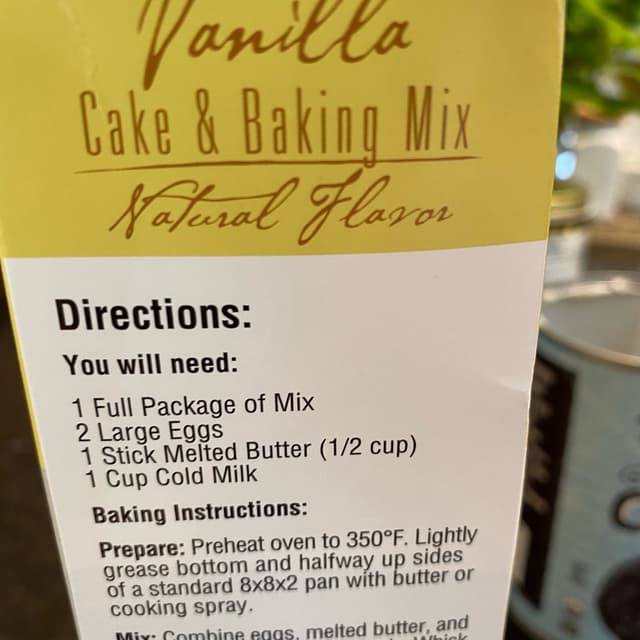 Vanilla
Cake & Baking Mix
Natural Flavor
Directions:
You will need:
1 Full Package of Mix
2 Large Eggs
1 Stick Melted Butter (1/2 cup)
1 Cup Cold Milk
Baking Instructions:
Prepare: Preheat oven to 350°F. Lightly
grease bottom and halfway up sides
of a standard 8x8x2 pan with butter or
cooking spray.
Mix: Combine eggs, melted butter, and
Whisk